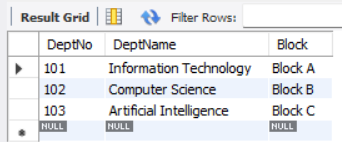 Result Grid Filter Rows:
DeptNo DeptName Block
101 Information Technology Block A
102 Computer Science Block B
103 Artificial Intelligence Block C
NULL NULL NULL